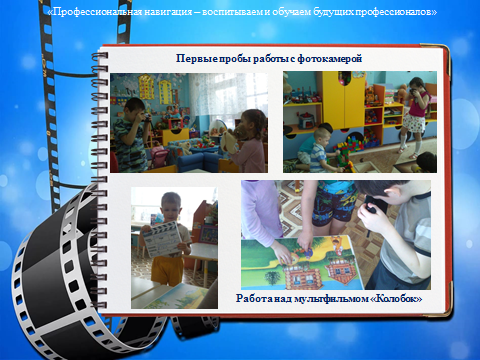 «Профессиональная навигация – воспитываем и обучаем будущих профессионалов»
Первые пробы работы с фотокамерой
Работа над мультфильмом «Колобок»